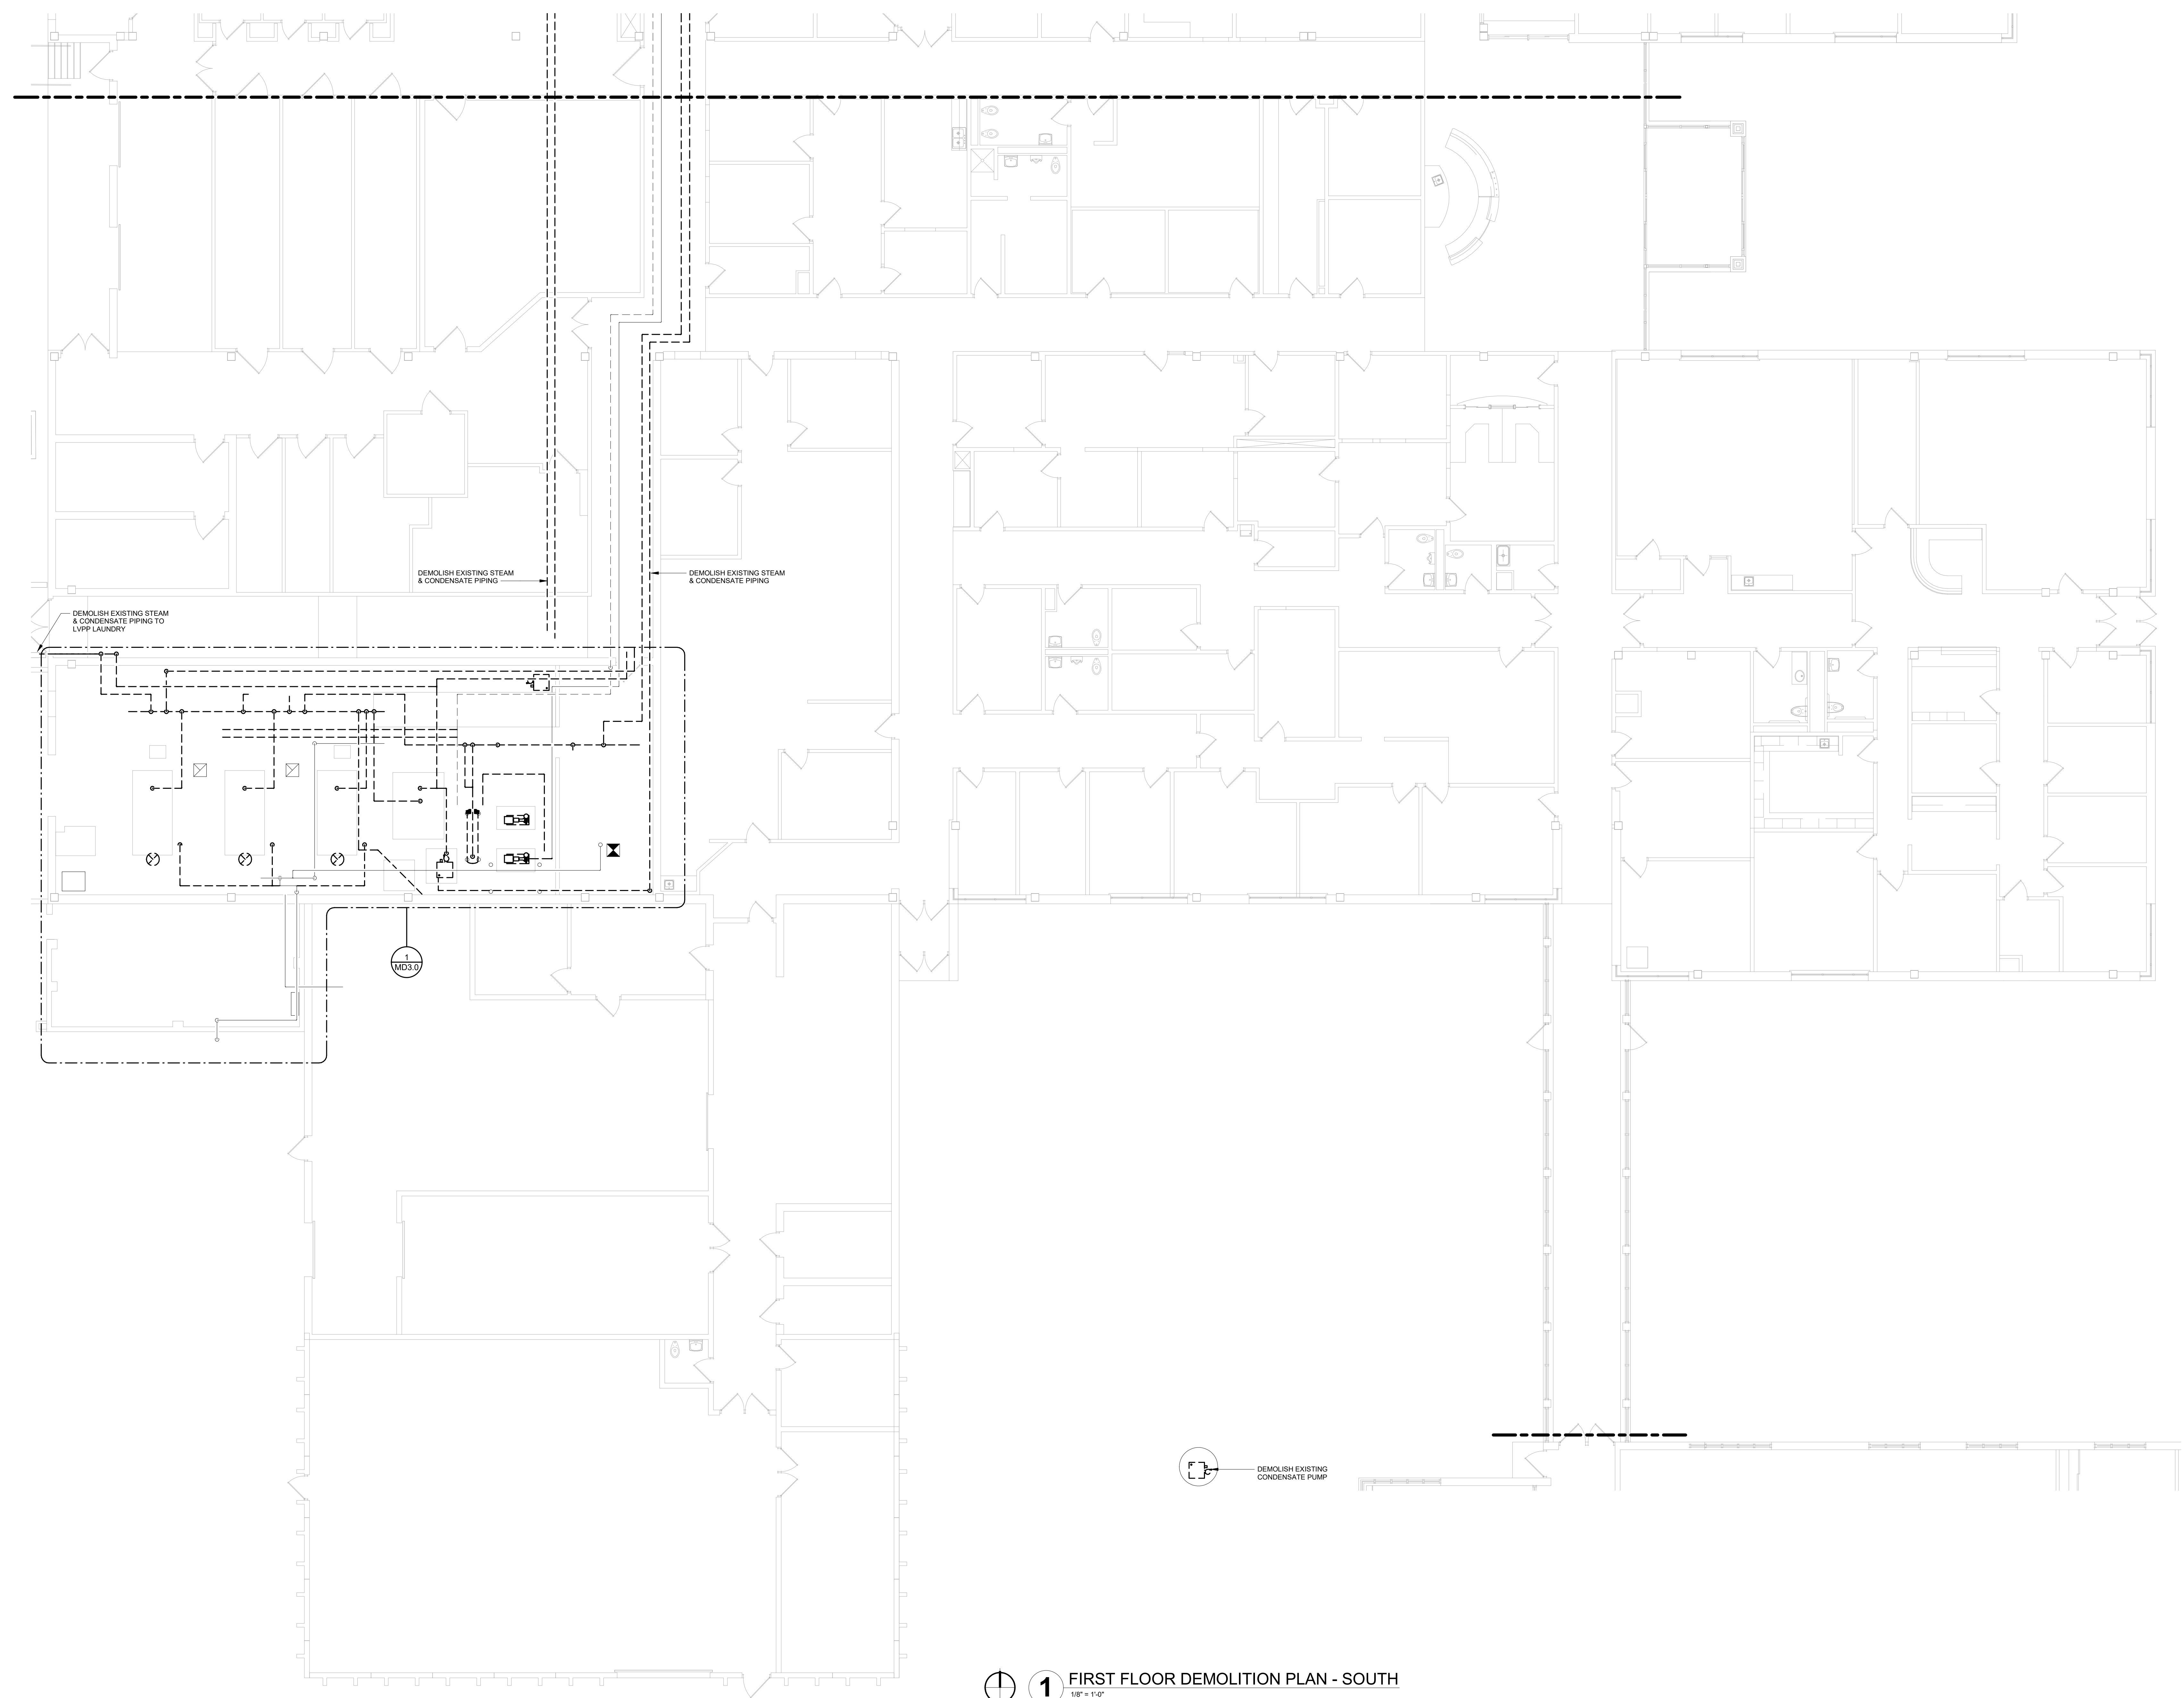 DEMOLISH EXISTING STEAM
& CONDENSATE PIPING
DEMOLISH EXISTING STEAM
& CONDENSATE PIPING
DEMOLISH EXISTING STEAM
& CONDENSATE PIPING TO
LVPP LAUNDRY
1
MD3.0
DEMOLISH EXISTING
CONDENSATE PUMP
1
FIRST FLOOR DEMOLITION PLAN - SOUTH
1/8" = 1'-0"